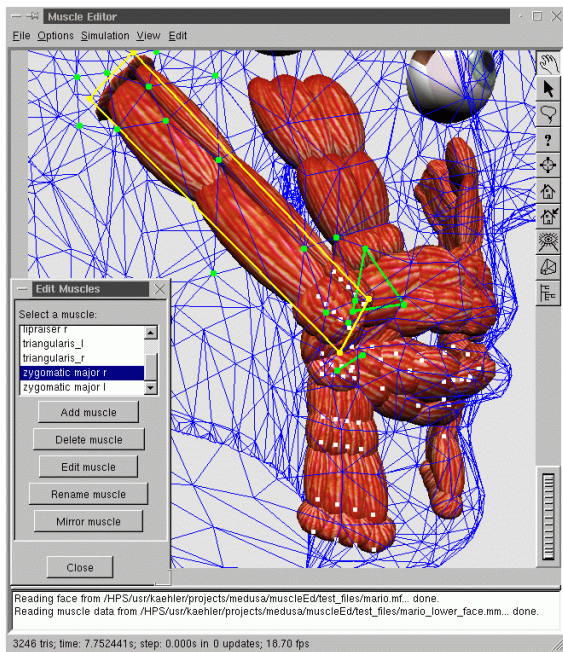 Muscle Editor
File Options Simulation View Edit
?
Edit Muscles
Select a muscle:
lipraiser r
triangularis_l
triangularis_r
zygomatic major r
zygomatic major l
Add muscle
Delete muscle
Edit muscle
Rename muscle
Mirror muscle
Close
Reading face from /HPS/usr/kaehler/projects/medusa/muscleEd/test_files/mario.mf... done.
Reading muscle data from /HPS/usr/kaehler/projects/medusa/muscleEd/test_files/mario_lower_face.mm... done.
3246 tris; time: 7.752441s; step: 0.000s in 0 updates; 18.70 fps